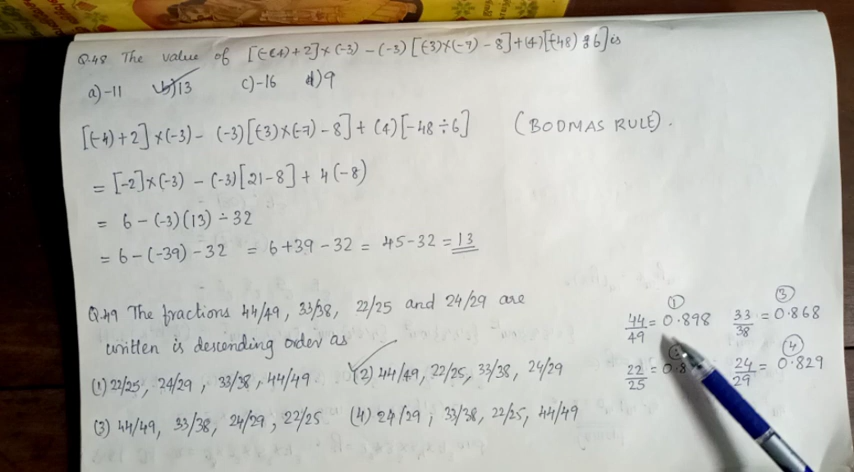 Q.48 The value of [(-4)+2]×(-3) - (-3)[(-3)×(-7) - 8]+(4)[(-48) ÷ 6] is
a) -11 b) 13 c) -16 d) 9
[(-4)+2]×(-3) - (-3)[(-3)×(-7) - 8] + (4)[-48 ÷ 6] (BODMAS RULE).
= [-2]×(-3) - (-3)[21-8] + 4(-8)
= 6 - (-3)(13) - 32
= 6 - (-39) - 32 = 6+39-32 = 45-32 = 13
Q.49 The fractions 44/49, 33/38, 22/25 and 24/29 are
written is descending order as
(1) 22/25, 24/29, 33/38, 44/49 (2) 44/49, 22/25, 33/38, 24/29
(3) 44/49, 33/38, 24/29, 22/25 (4) 24/29, 33/38, 22/25, 44/49
① ③
44/49 = 0.898 33/38 = 0.868
④
22/25 = 0.8 24/29 = 0.829